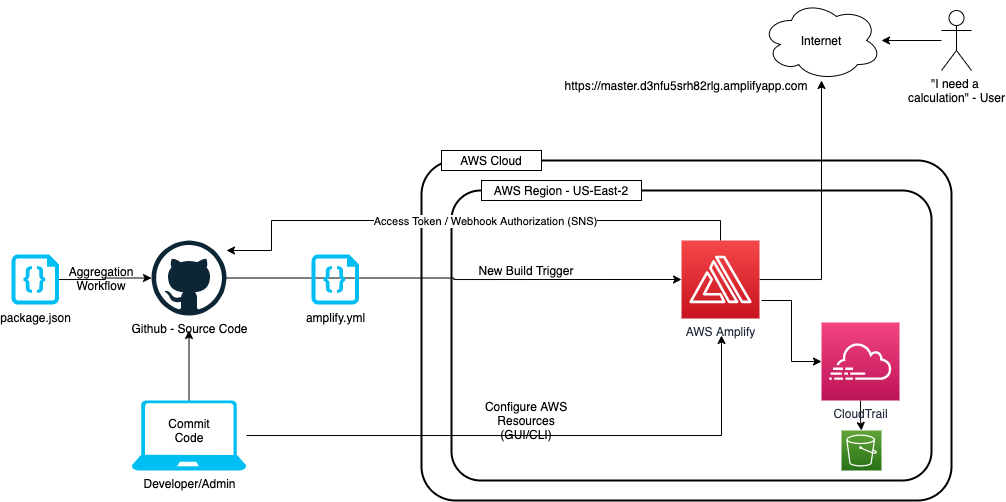 Internet
https://master.d3nfu5srh82rlg.amplifyapp.com
"I need a
calculation" - User
AWS Cloud
AWS Region - US-East-2
Access Token / Webhook Authorization (SNS)
Aggregation
Workflow
New Build Trigger
{ }
{ }
package.json
Github - Source Code
amplify.yml
AWS Amplify
CloudTrail
Configure AWS
Resources
(GUI/CLI)
Commit
Code
Developer/Admin